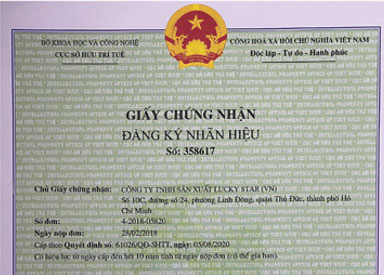 BỘ KHOA HỌC VÀ CÔNG NGHỆ
CỤC SỞ HỮU TRÍ TUỆ
CỘNG HOÀ XÃ HỘI CHỦ NGHĨA VIỆT NAM
Độc lập - Tự do - Hạnh phúc
GIẤY CHỨNG NHẬN
ĐĂNG KÝ NHÃN HIỆU
Số: 358617
Chủ Giấy chứng nhận: CÔNG TY TNHH SẢN XUẤT LUCKY STAR (VN)
Số 10C, đường số 24, phường Linh Đông, quận Thủ Đức, thành phố Hồ
Chí Minh
Số đơn: 4-2018-05820
Ngày nộp đơn: 28/02/2018
Cấp theo Quyết định số: 61026/QĐ-SHTT, ngày: 05/08/2020
Có hiệu lực từ ngày cấp đến hết 10 năm tính từ ngày nộp đơn (có thể gia hạn).